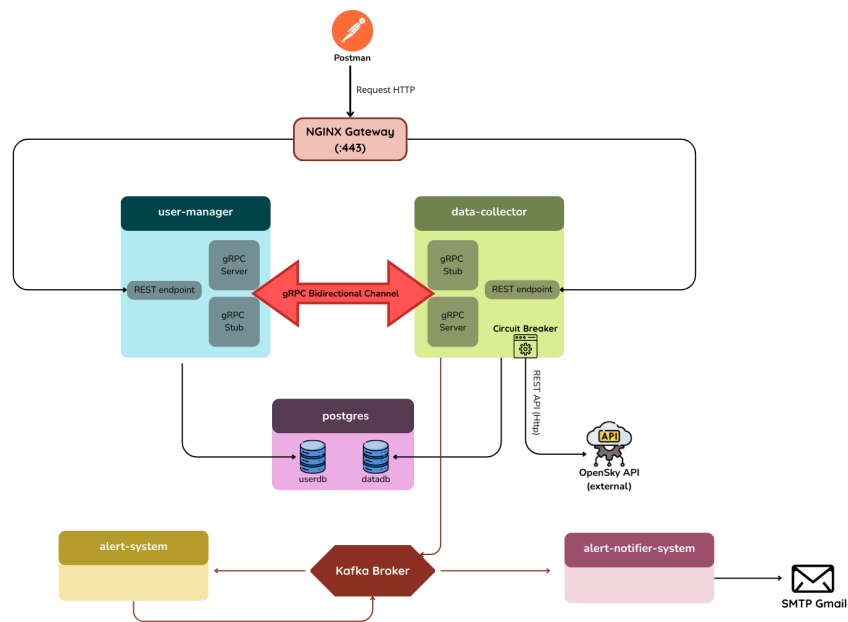 Postman
Request HTTP
NGINX Gateway
(:443)
user-manager
data-collector
gRPC
Server
gRPC
Stub
REST endpoint
REST endpoint
gRPC Bidirectional Channel
gRPC
Stub
gRPC
Server
Circuit Breaker
REST API (Http)
postgres
API
userdb
datadb
OpenSky API
(external)
alert-system
alert-notifier-system
Kafka Broker
SMTP Gmail